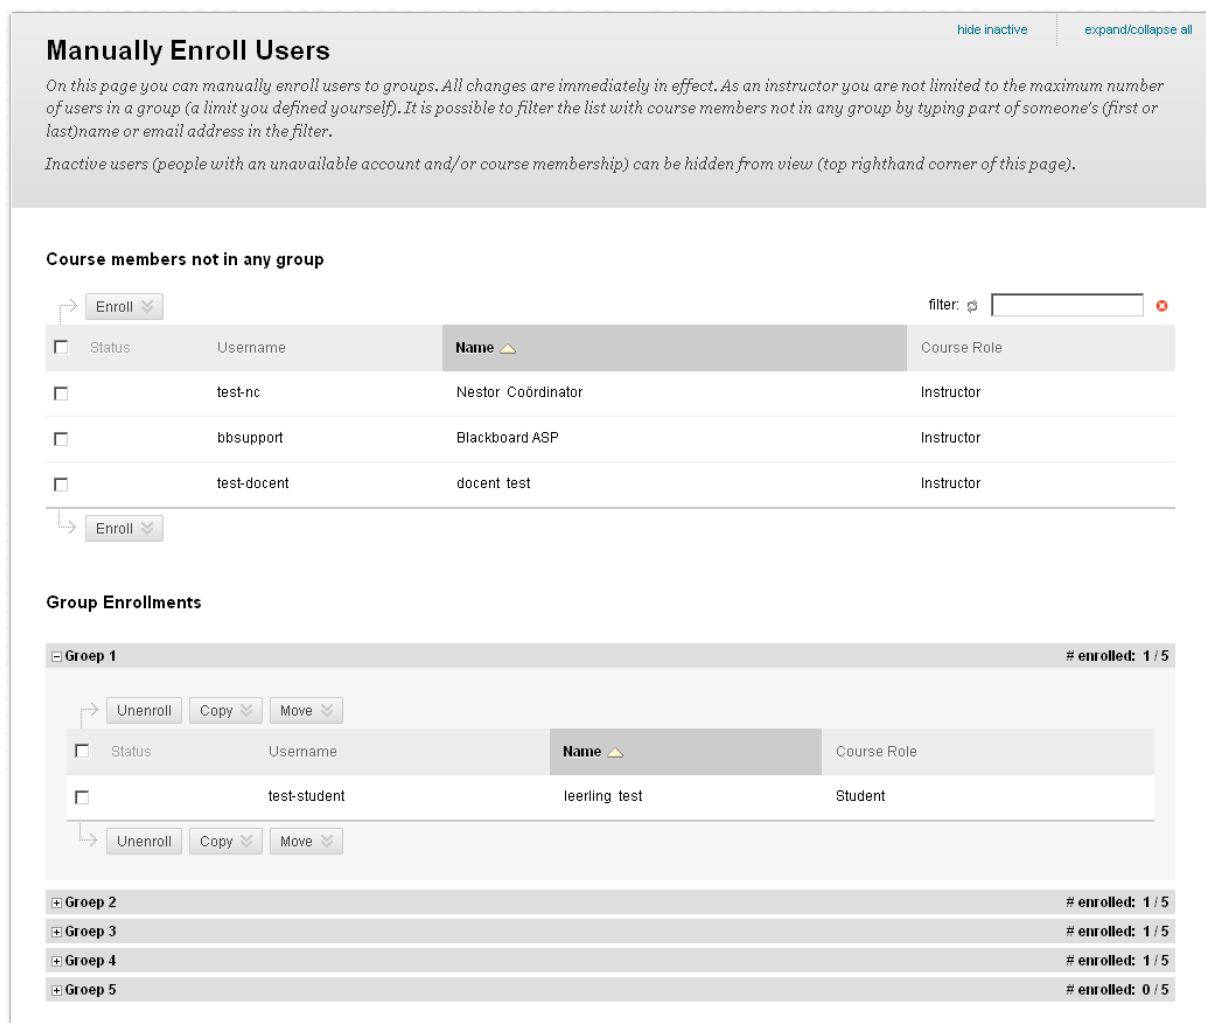 hide inactive
expand/collapse all
Manually Enroll Users
On this page you can manually enroll users to groups. All changes are immediately in effect. As an instructor you are not limited to the maximum number
of users in a group (a limit you defined yourself). It is possible to filter the list with course members not in any group by typing part of someone's (first or
last)name or email address in the filter.
Inactive users (people with an unavailable account and/or course membership) can be hidden from view (top righthand corner of this page).
Course members not in any group
Enroll filter:
Status Username Name Course Role
test-nc Nestor Coördinator Instructor
bbsupport Blackboard ASP Instructor
test-docent docent test Instructor
Enroll
Group Enrollments
Groep 1 # enrolled: 1 / 5
Unenroll Copy Move
Status Username Name Course Role
test-student leerling test Student
Unenroll Copy Move
Groep 2 # enrolled: 1 / 5
Groep 3 # enrolled: 1 / 5
Groep 4 # enrolled: 1 / 5
Groep 5 # enrolled: 0 / 5